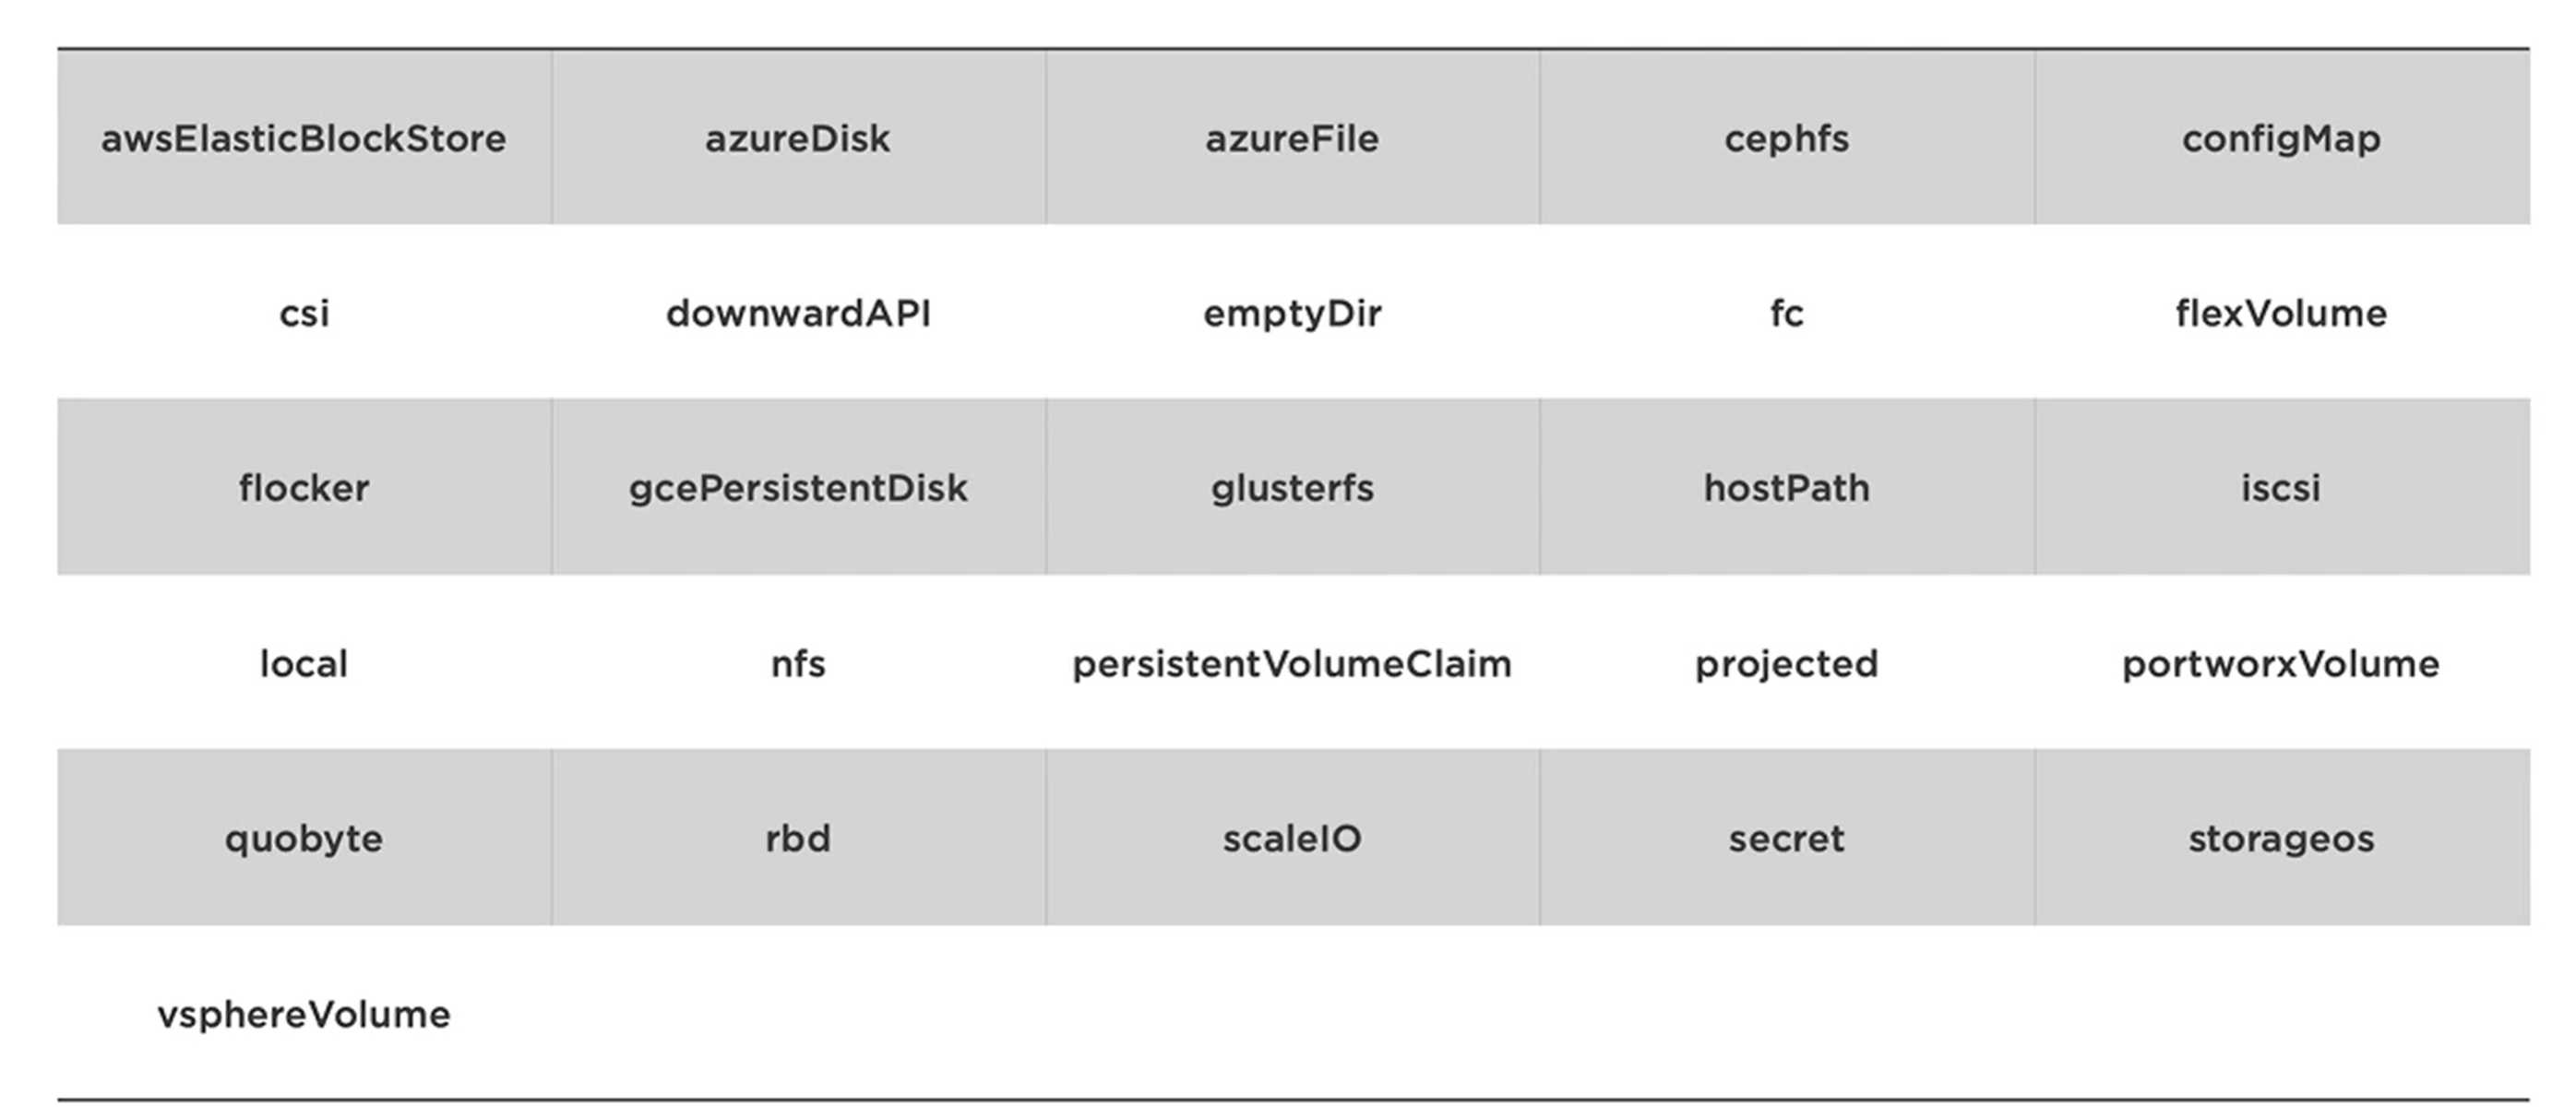 awsElasticBlockStore azureDisk azureFile cephfs configMap
csi downwardAPI emptyDir fc flexVolume
flocker gcePersistentDisk glusterfs hostPath iscsi
local nfs persistentVolumeClaim projected portworxVolume
quobyte rbd scaleIO secret storageos
vsphereVolume